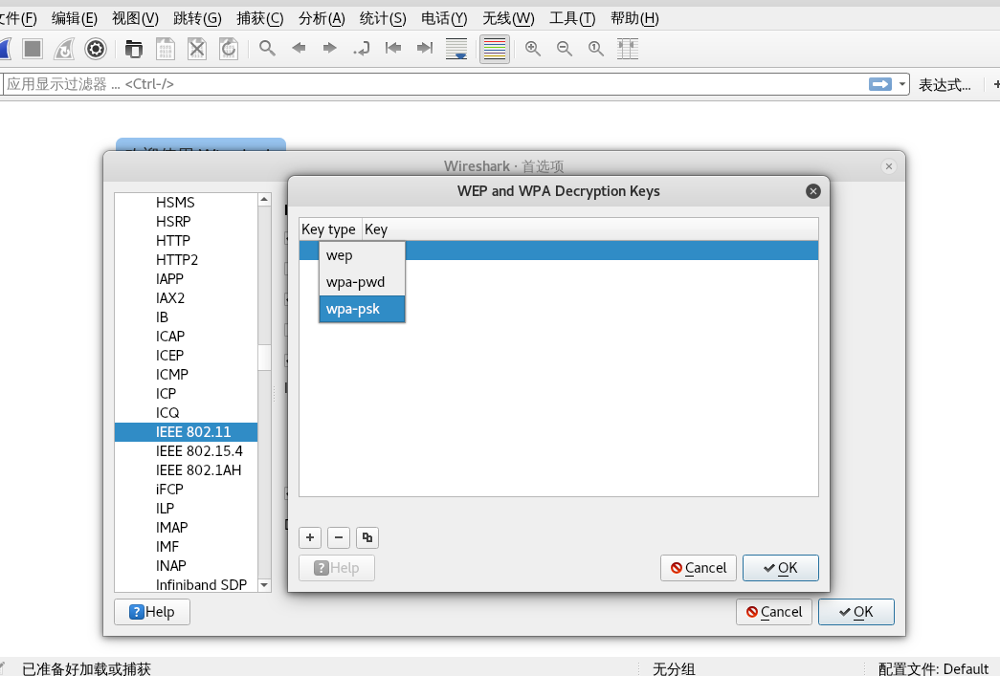 文件(F) 编辑(E) 视图(V) 跳转(G) 捕获(C) 分析(A) 统计(S) 电话(Y) 无线(W) 工具(T) 帮助(H)
应用显示过滤器 ... <Ctrl-/> 表达式... +
Wireshark · 首选项
WEP and WPA Decryption Keys
Key type Key
wep
wpa-pwd
wpa-psk
HSMS
HSRP
HTTP
HTTP2
IAPP
IAX2
IB
ICAP
ICEP
ICMP
ICP
ICQ
IEEE 802.11
IEEE 802.15.4
IEEE 802.1AH
iFCP
ILP
IMAP
IMF
INAP
Infiniband SDP
Help Cancel OK
Help Cancel OK
已准备好加载或捕获 无分组 配置文件: Default